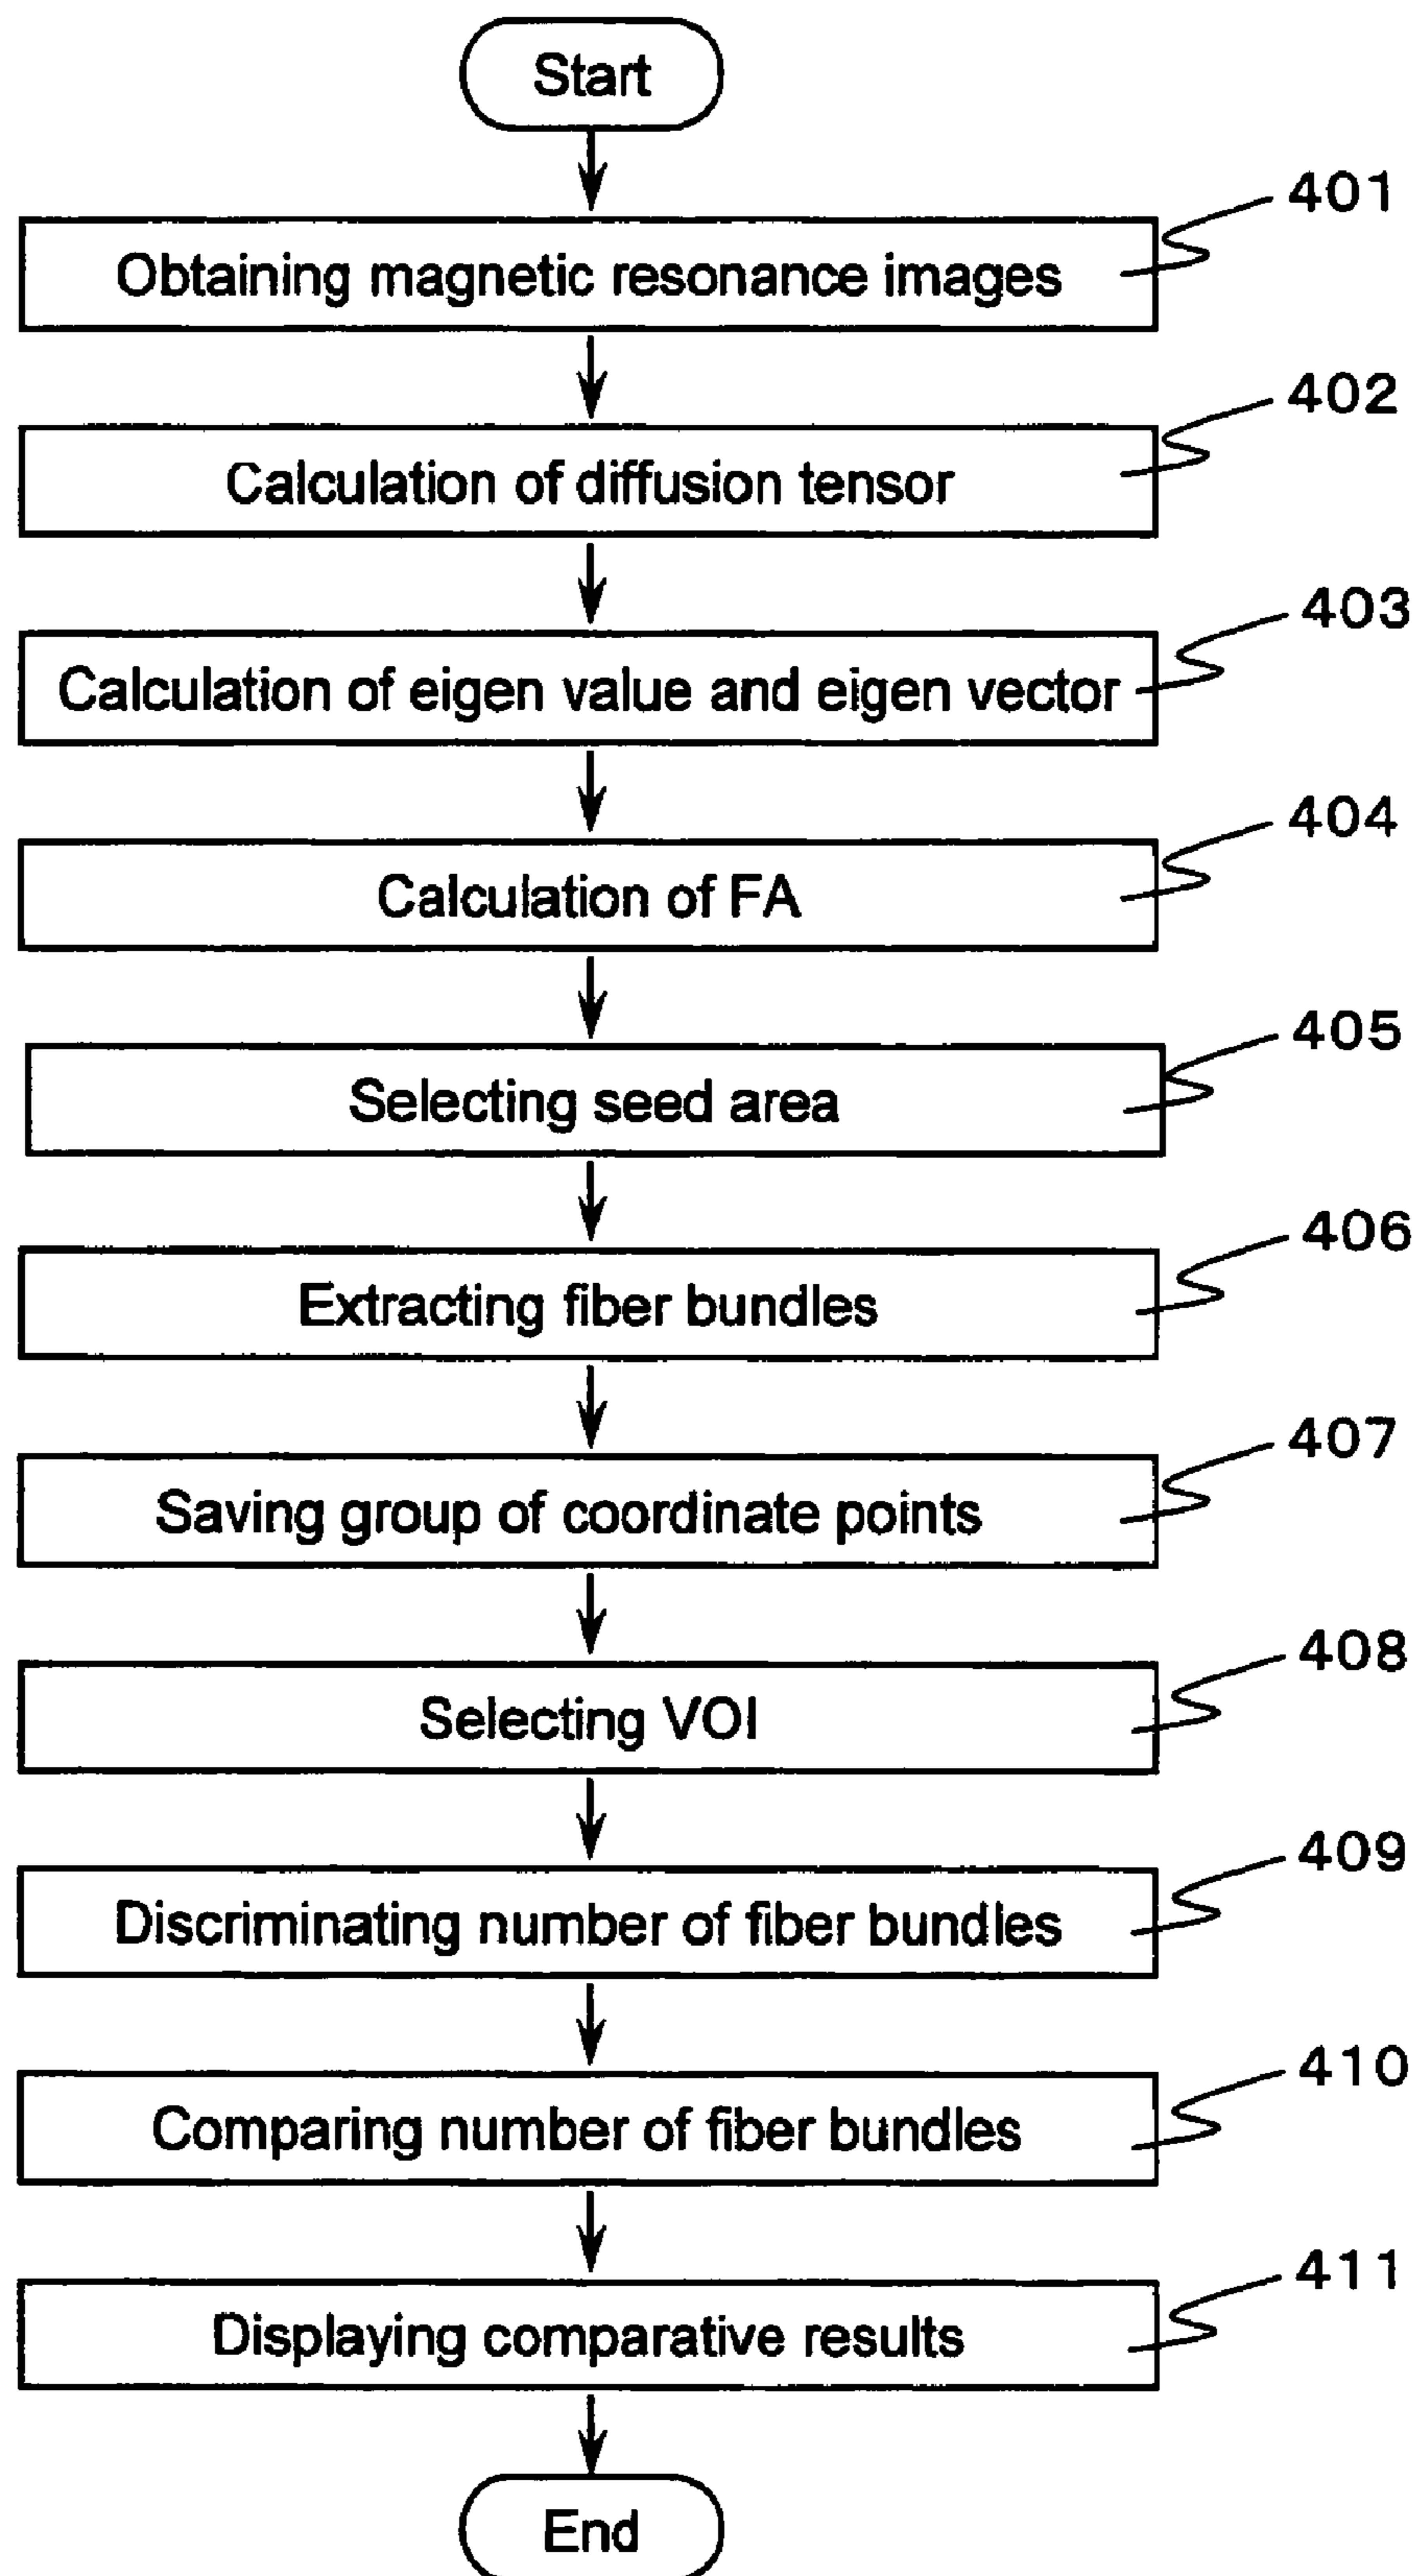 Start
401
Obtaining magnetic resonance images
402
Calculation of diffusion tensor
403
Calculation of eigen value and eigen vector
404
Calculation of FA
405
Selecting seed area
406
Extracting fiber bundles
407
Saving group of coordinate points
408
Selecting VOI
409
Discriminating number of fiber bundles
410
Comparing number of fiber bundles
411
Displaying comparative results
End